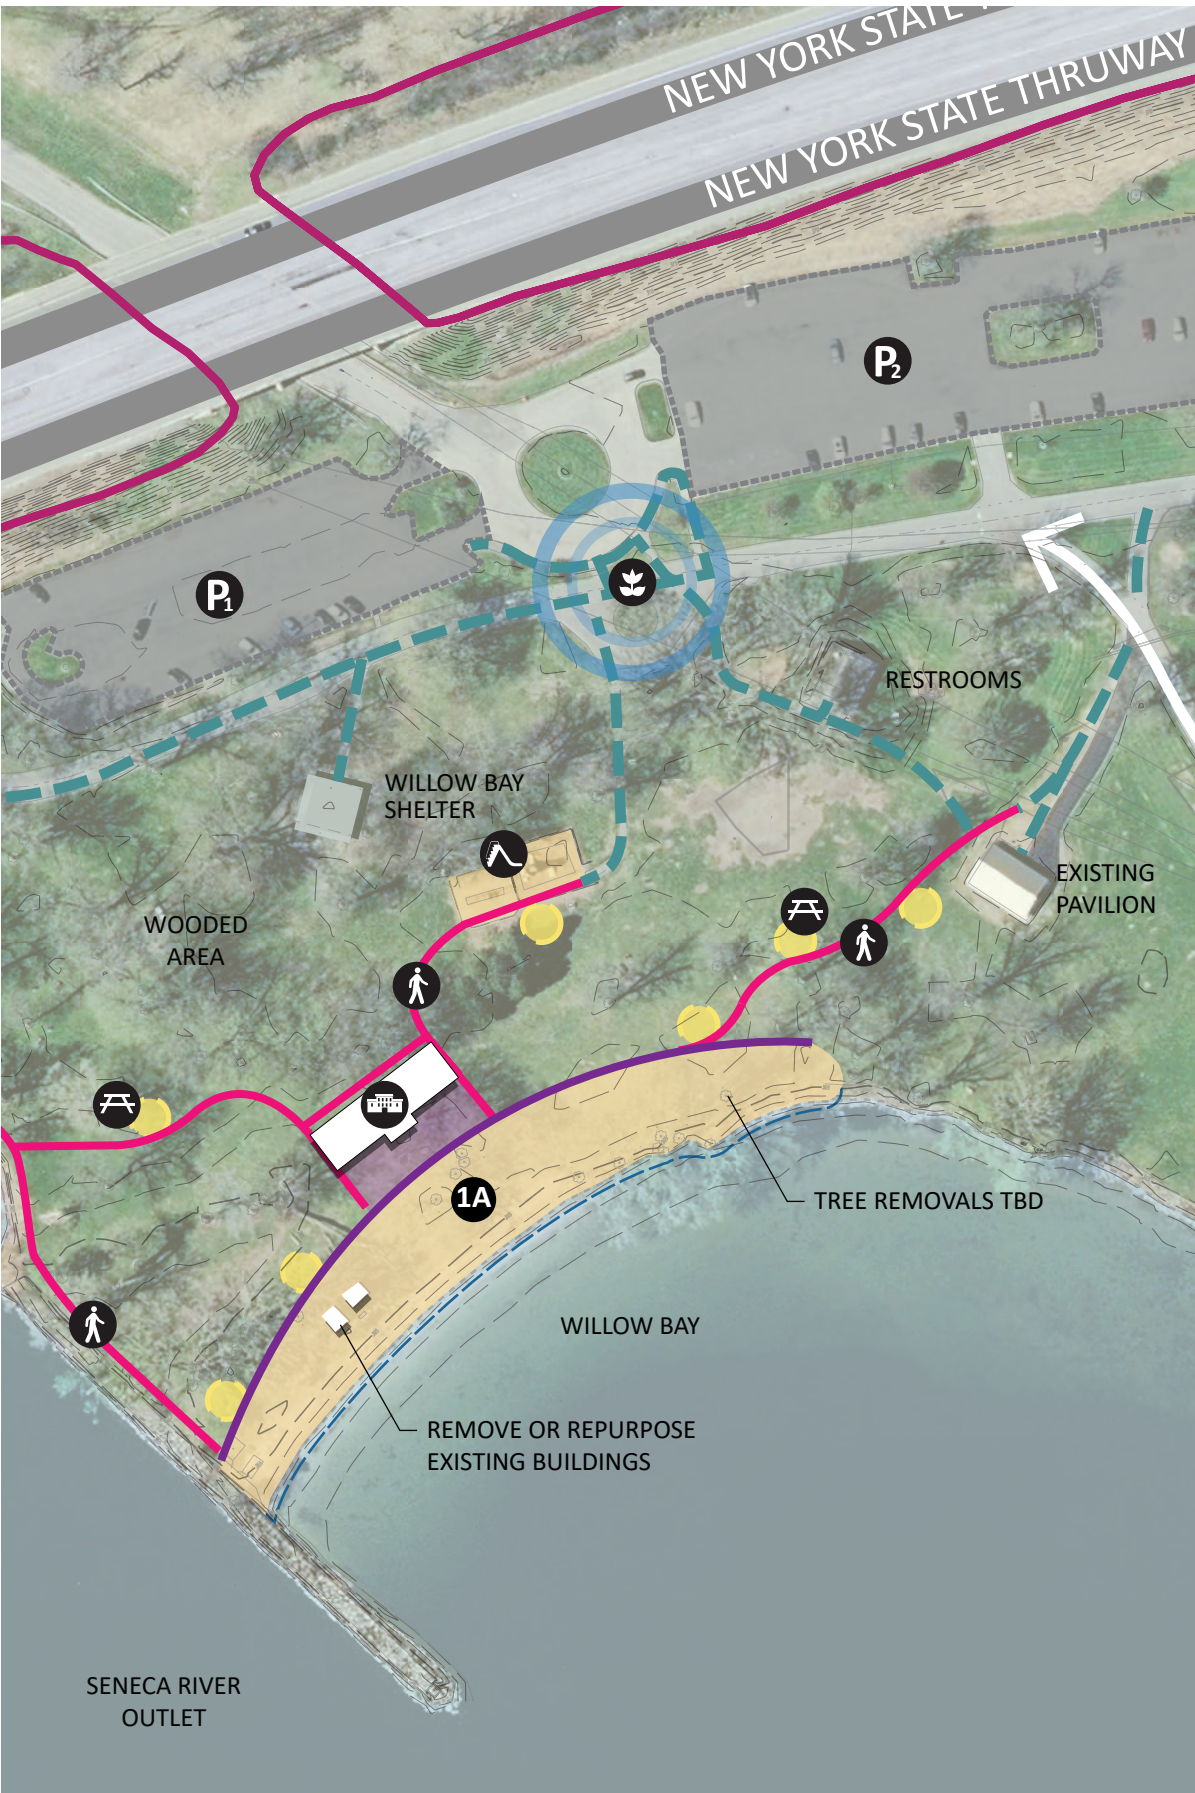 NEW YORK STATE
NEW YORK STATE THRUWAY
P2
P1
RESTROOMS
WILLOW BAY
SHELTER
EXISTING
PAVILION
WOODED
AREA
1A
TREE REMOVALS TBD
WILLOW BAY
REMOVE OR REPURPOSE
EXISTING BUILDINGS
SENECA RIVER
OUTLET